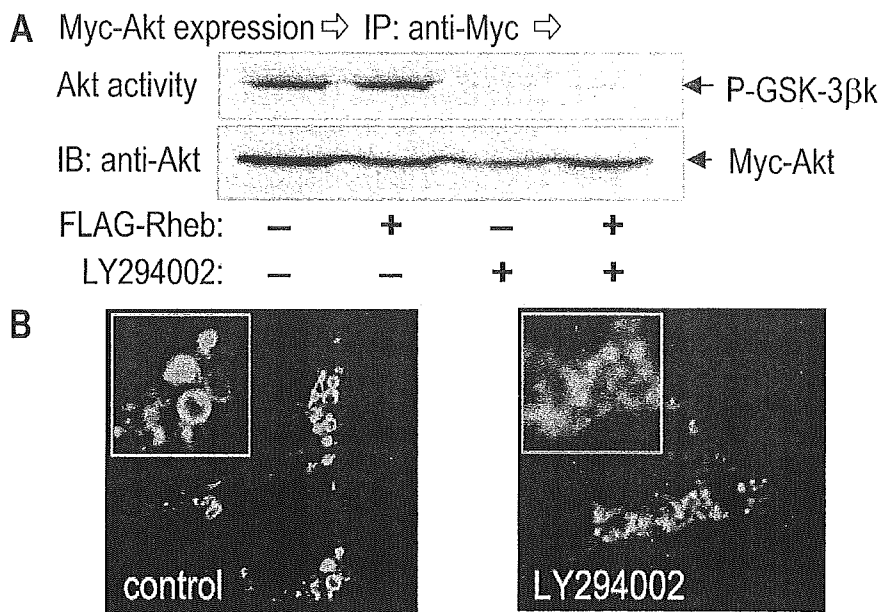 A Myc-Akt expression ⇨ IP: anti-Myc ⇨
Akt activity P-GSK-3βk
IB: anti-Akt Myc-Akt
FLAG-Rheb: – + – +
LY294002: – – + +
B
control LY294002